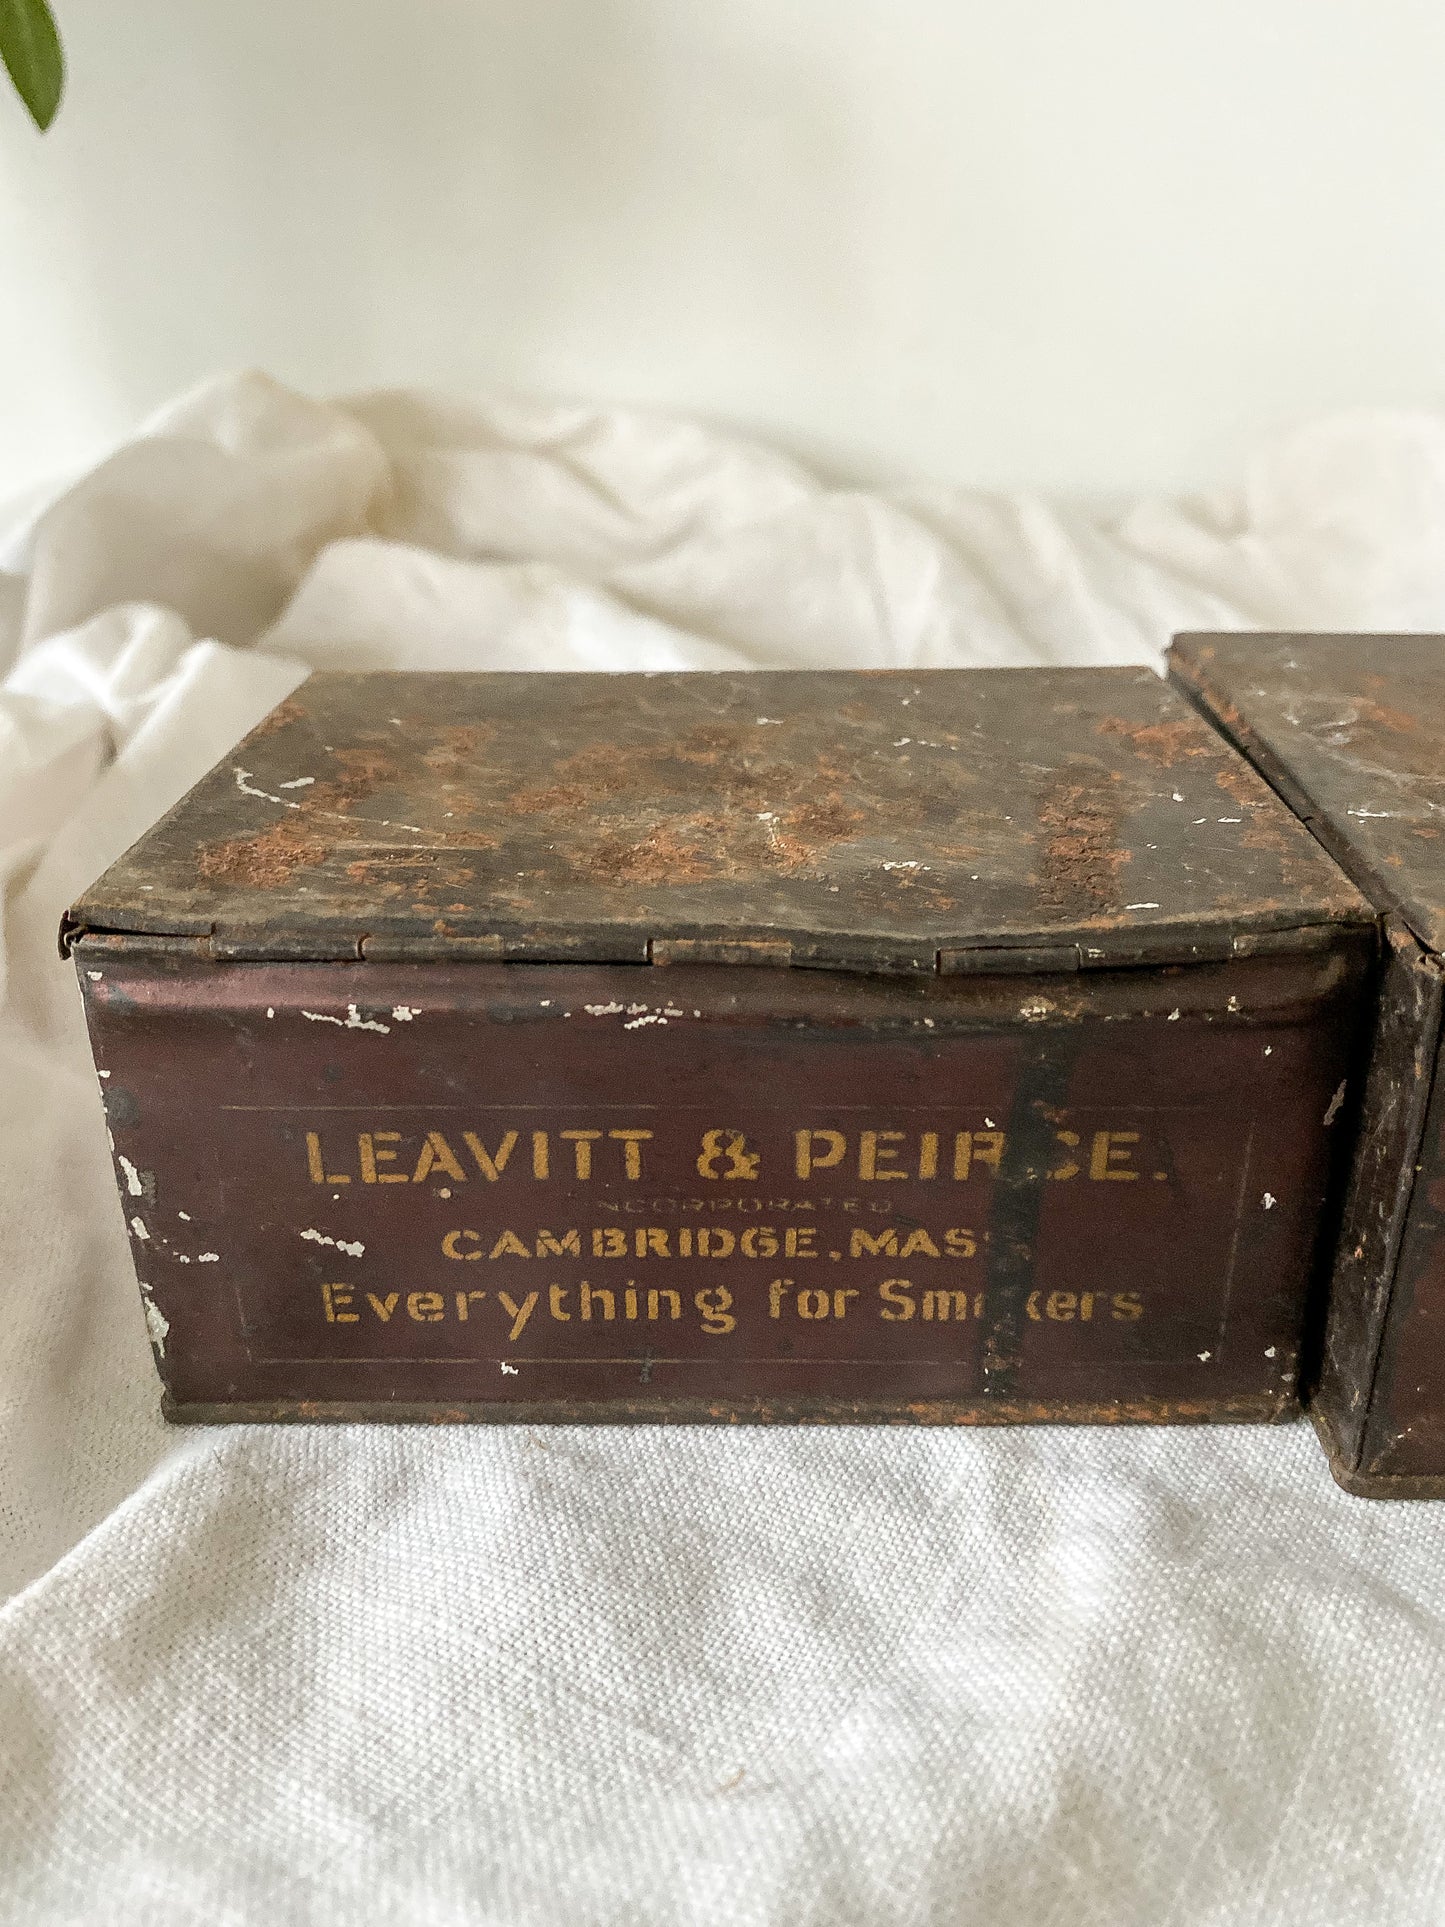 LEAVITT & PEIRCE.
INCORPORATED
CAMBRIDGE, MASS
Everything for Smokers